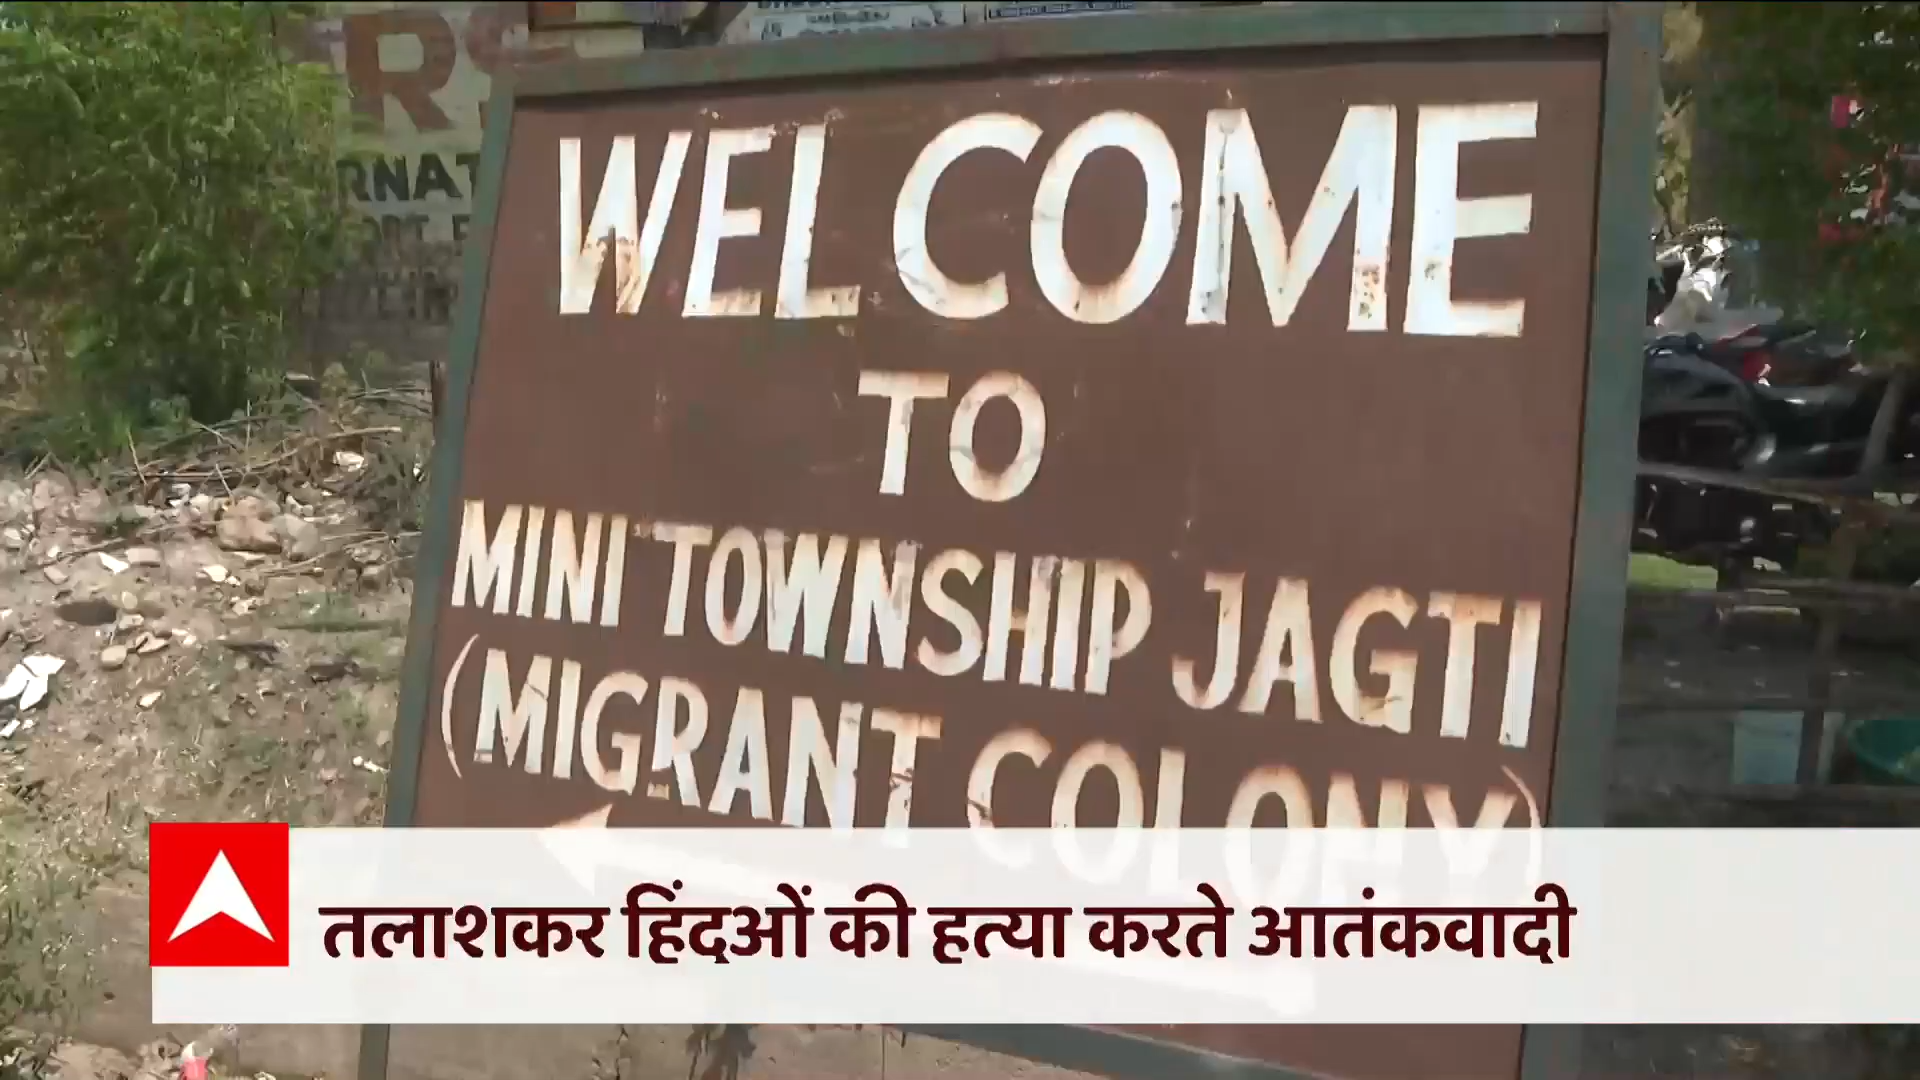 WELCOME
TO
MINI TOWNSHIP JAGTI
(MIGRANT COLONY)
तलाशकर हिंदओं की हत्या करते आतंकवादी